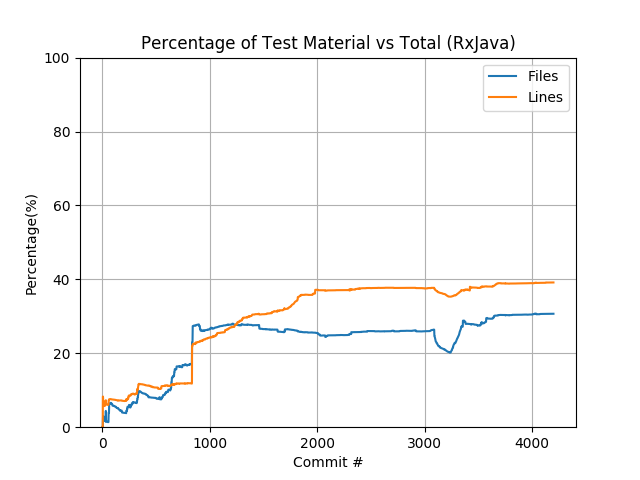 Percentage of Test Material vs Total (RxJava)
Files
Lines
100
80
60
40
20
0
Percentage(%)
0 1000 2000 3000 4000
Commit #